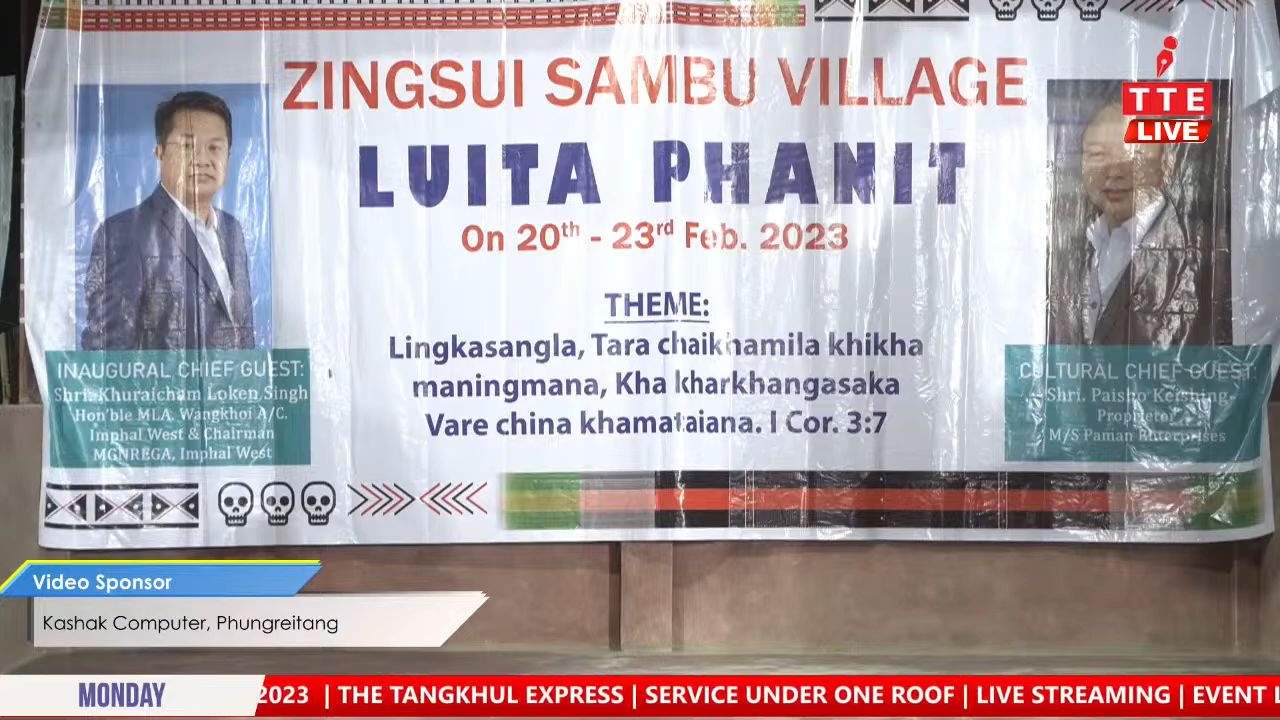 ZINGSUI SAMBU VILLAGE
TTE
LIVE
LUITA PHANIT
On 20th - 23rd Feb. 2023
THEME:
Lingkasangla, Tara chaikhamila khikha
maningmana, Kha kharkhangasaka
Vare china khamataiana. I Cor. 3:7
INAUGURAL CHIEF GUEST:
Shri. Khuraicham Loken Singh
Hon'ble MLA. Wangkhoi A/C.
Imphal West & Chairman
MGNREGA, Imphal West
CULTURAL CHIEF GUEST:
Shri. Paisho Keishing
Proprietor
M/S Paman Enterprises
Video Sponsor
Kashak Computer, Phungreitang
MONDAY
2023 | THE TANGKHUL EXPRESS | SERVICE UNDER ONE ROOF | LIVE STREAMING | EVENT